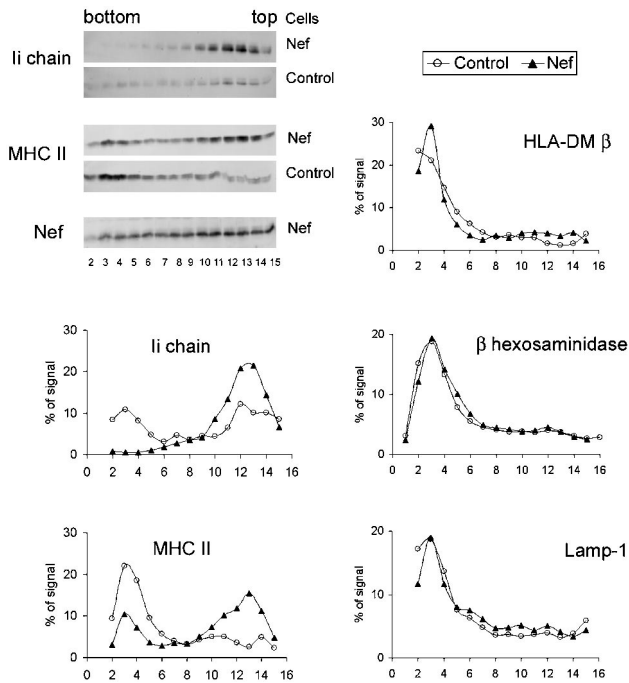 bottom top Cells
Ii chain
Nef
Control
MHC II
Nef
Control
Nef
Nef
2 3 4 5 6 7 8 9 10 11 12 13 14 15
Control Nef
HLA-DM β
% of signal
30
20
10
0
0 2 4 6 8 10 12 14 16
Ii chain
% of signal
30
20
10
0
0 2 4 6 8 10 12 14 16
β hexosaminidase
% of signal
30
20
10
0
0 2 4 6 8 10 12 14 16
MHC II
% of signal
30
20
10
0
0 2 4 6 8 10 12 14 16
Lamp-1
% of signal
20
10
0
0 2 4 6 8 10 12 14 16